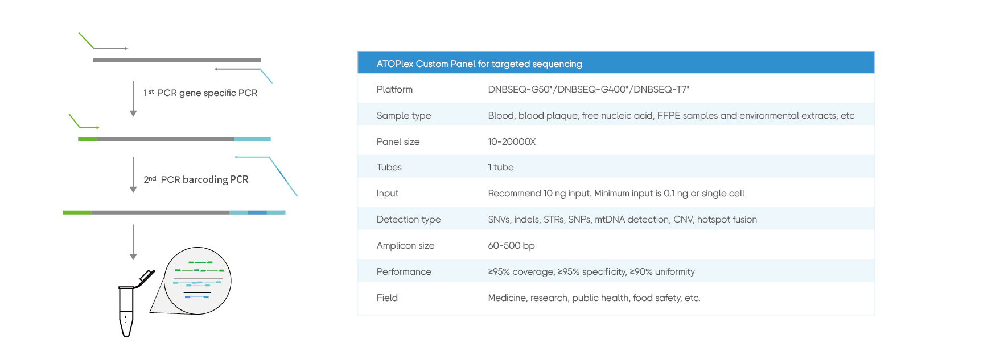 1st PCR gene specific PCR
2nd PCR barcoding PCR
ATOPlex Custom Panel for targeted sequencing
Platform DNBSEQ-G50*/DNBSEQ-G400*/DNBSEQ-T7*
Sample type Blood, blood plaque, free nucleic acid, FFPE samples and environmental extracts, etc
Panel size 10-20000X
Tubes 1 tube
Input Recommend 10 ng input. Minimum input is 0.1 ng or single cell
Detection type SNVs, indels, STRs, SNPs, mtDNA detection, CNV, hotspot fusion
Amplicon size 60-500 bp
Performance ≥95% coverage, ≥95% specificity, ≥90% uniformity
Field Medicine, research, public health, food safety, etc.